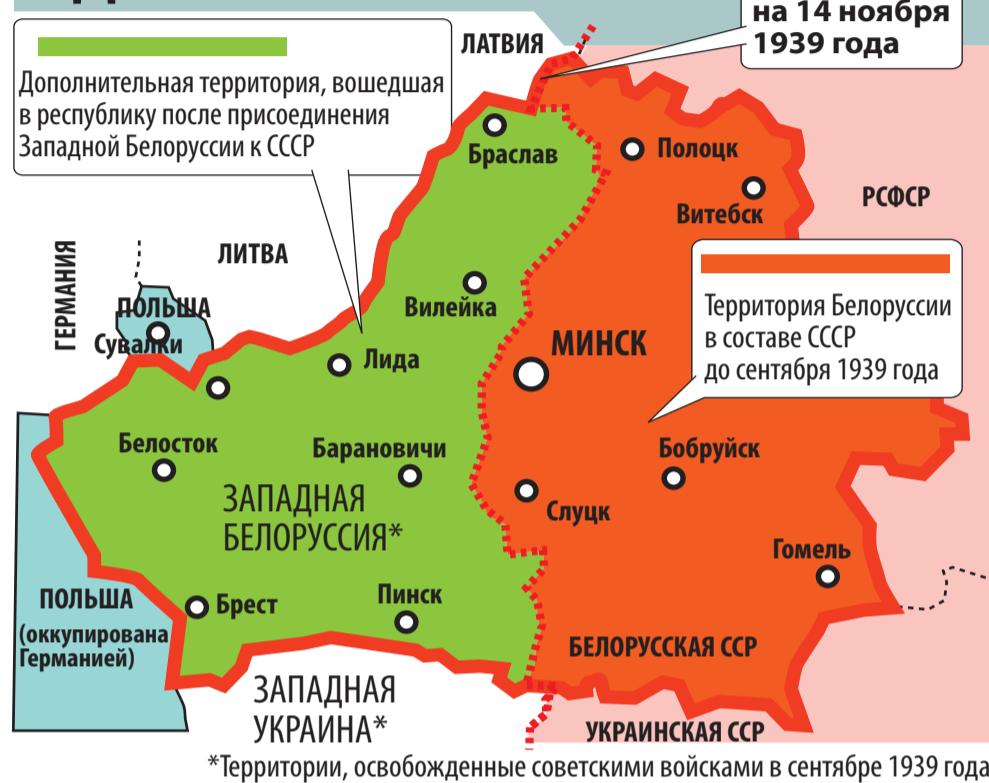 на 14 ноября
1939 года
Дополнительная территория, вошедшая
в республику после присоединения
Западной Белоруссии к СССР
ЛАТВИЯ
Браслав
Полоцк
Витебск
РСФСР
ГЕРМАНИЯ
ЛИТВА
ПОЛЬША
Сувалки
Вилейка
Лида
МИНСК
Территория Белоруссии
в составе СССР
до сентября 1939 года
Белосток
Барановичи
Бобруйск
ЗАПАДНАЯ
БЕЛОРУССИЯ*
Слуцк
Гомель
ПОЛЬША
(оккупирована
Германией)
Брест
Пинск
БЕЛОРУССКАЯ ССР
ЗАПАДНАЯ
УКРАИНА*
УКРАИНСКАЯ ССР
*Территории, освобожденные советскими войсками в сентябре 1939 года